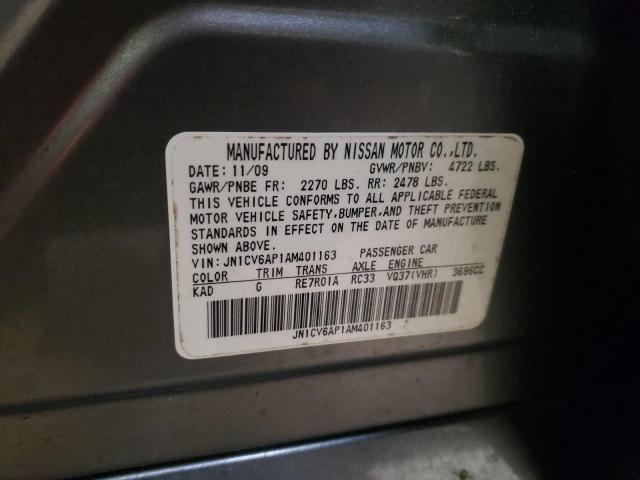 MANUFACTURED BY NISSAN MOTOR CO.,LTD.
DATE: 11/09 GVWR/PNBV: 4722 LBS.
GAWR/PNBE FR: 2270 LBS. RR: 2478 LBS.
THIS VEHICLE CONFORMS TO ALL APPLICABLE FEDERAL
MOTOR VEHICLE SAFETY, BUMPER, AND THEFT PREVENTION
STANDARDS IN EFFECT ON THE DATE OF MANUFACTURE
SHOWN ABOVE.
VIN: JN1CV6AP1AM401163 PASSENGER CAR
COLOR TRIM TRANS AXLE ENGINE
KAD G RE7R01A RC33 VQ37(VHR) 3696CC
JN1CV6AP1AM401163